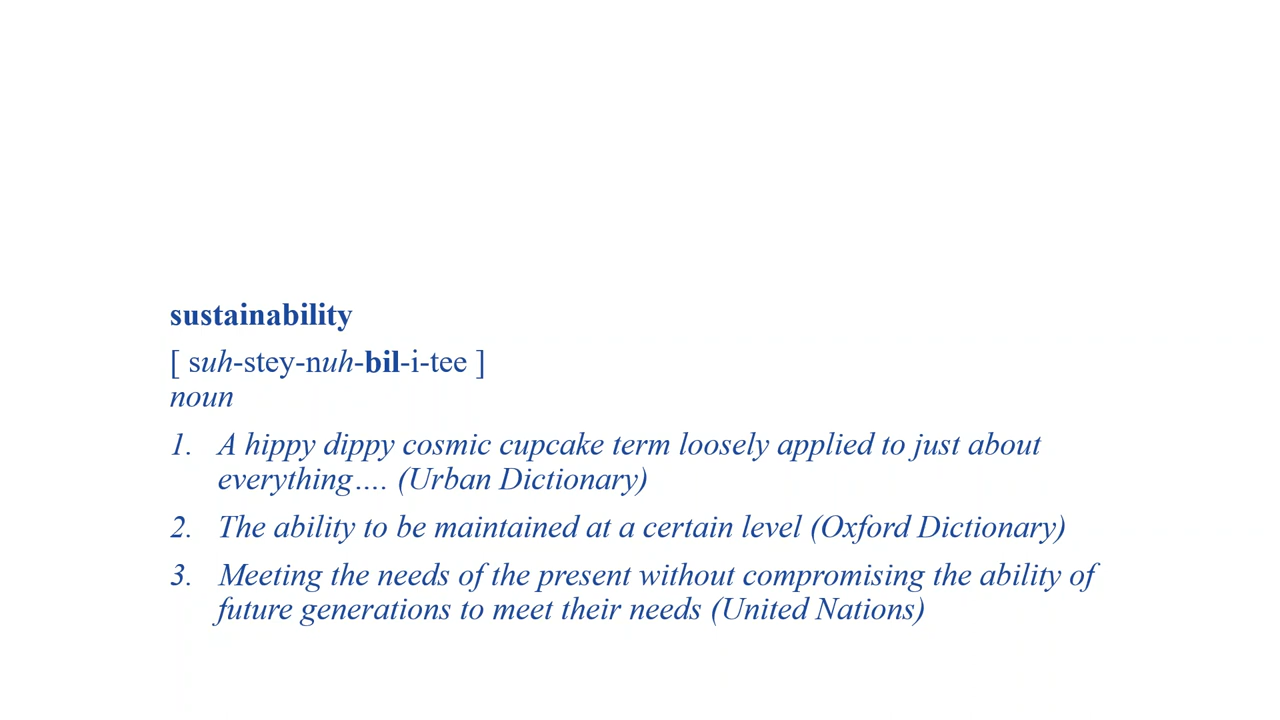 sustainability
[ suh-stey-nuh-bil-i-tee ]
noun
1. A hippy dippy cosmic cupcake term loosely applied to just about
everything…. (Urban Dictionary)
2. The ability to be maintained at a certain level (Oxford Dictionary)
3. Meeting the needs of the present without compromising the ability of
future generations to meet their needs (United Nations)